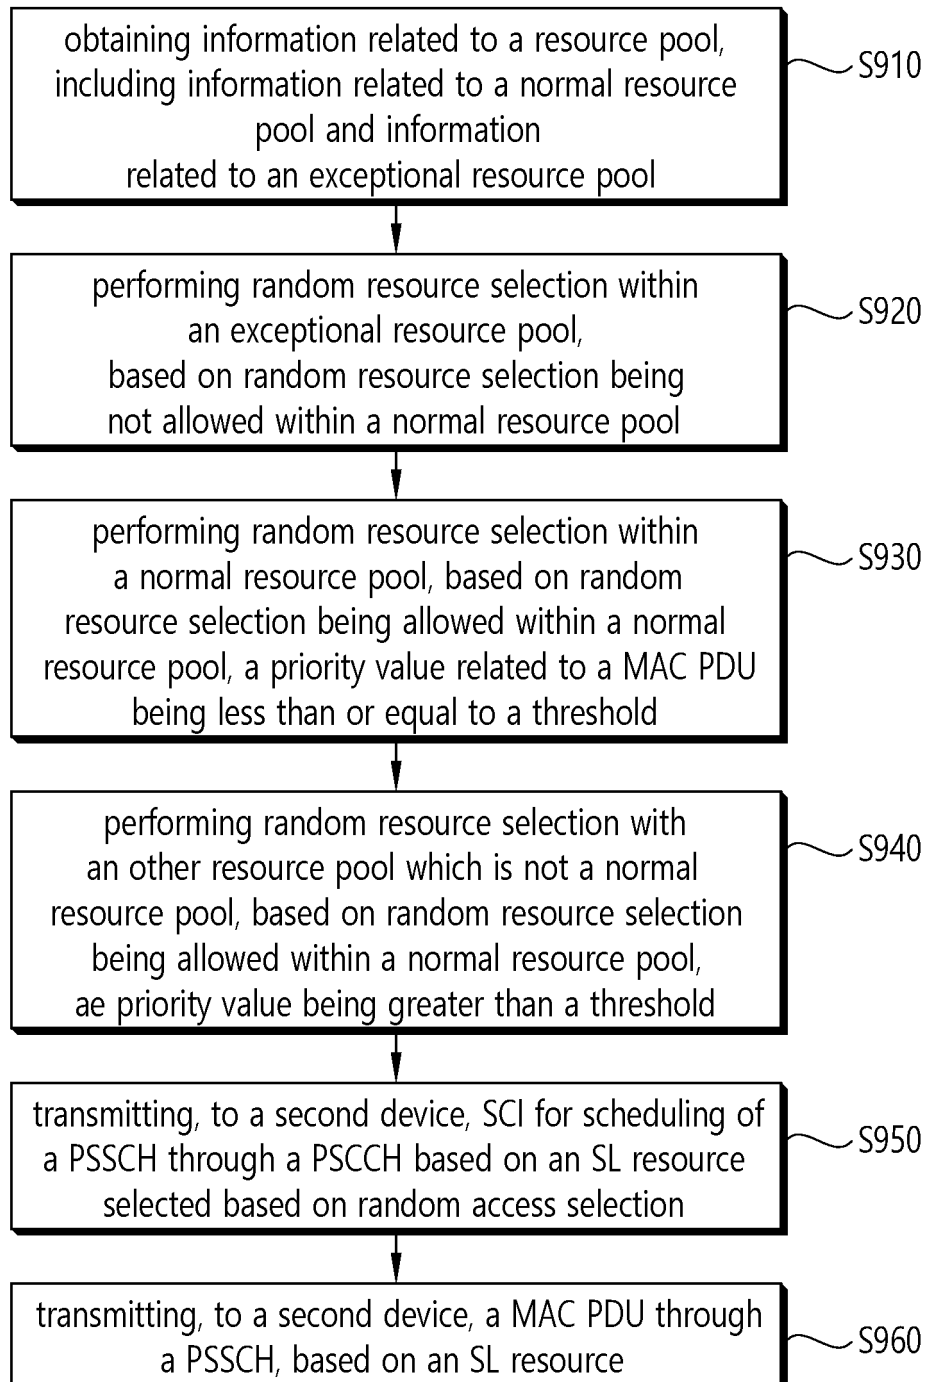 obtaining information related to a resource pool,
including information related to a normal resource
pool and information
related to an exceptional resource pool
S910
performing random resource selection within
an exceptional resource pool,
based on random resource selection being
not allowed within a normal resource pool
S920
performing random resource selection within
a normal resource pool, based on random
resource selection being allowed within a normal
resource pool, a priority value related to a MAC PDU
being less than or equal to a threshold
S930
performing random resource selection with
an other resource pool which is not a normal
resource pool, based on random resource selection
being allowed within a normal resource pool,
ae priority value being greater than a threshold
S940
transmitting, to a second device, SCI for scheduling of
a PSSCH through a PSCCH based on an SL resource
selected based on random access selection
S950
transmitting, to a second device, a MAC PDU through
a PSSCH, based on an SL resource
S960